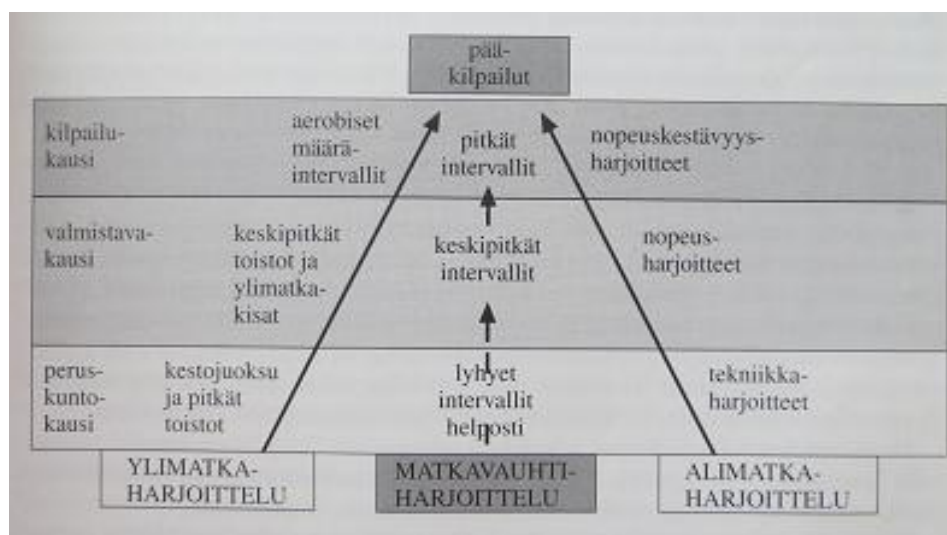 pää-
kilpailut
kilpailu-
kausi
aerobiset
määrä-
intervallit
pitkät
intervallit
nopeuskestävyys-
harjoitteet
valmistava-
kausi
keskipitkät
toistot ja
ylimatka-
kisat
keskipitkät
intervallit
nopeus-
harjoitteet
perus-
kunto-
kausi
kestojuoksu
ja pitkät
toistot
lyhyet
intervallit
helposti
tekniikka-
harjoitteet
YLIMATKA-
HARJOITTELU
MATKAVAUHTI-
HARJOITTELU
ALIMATKA-
HARJOITTELU